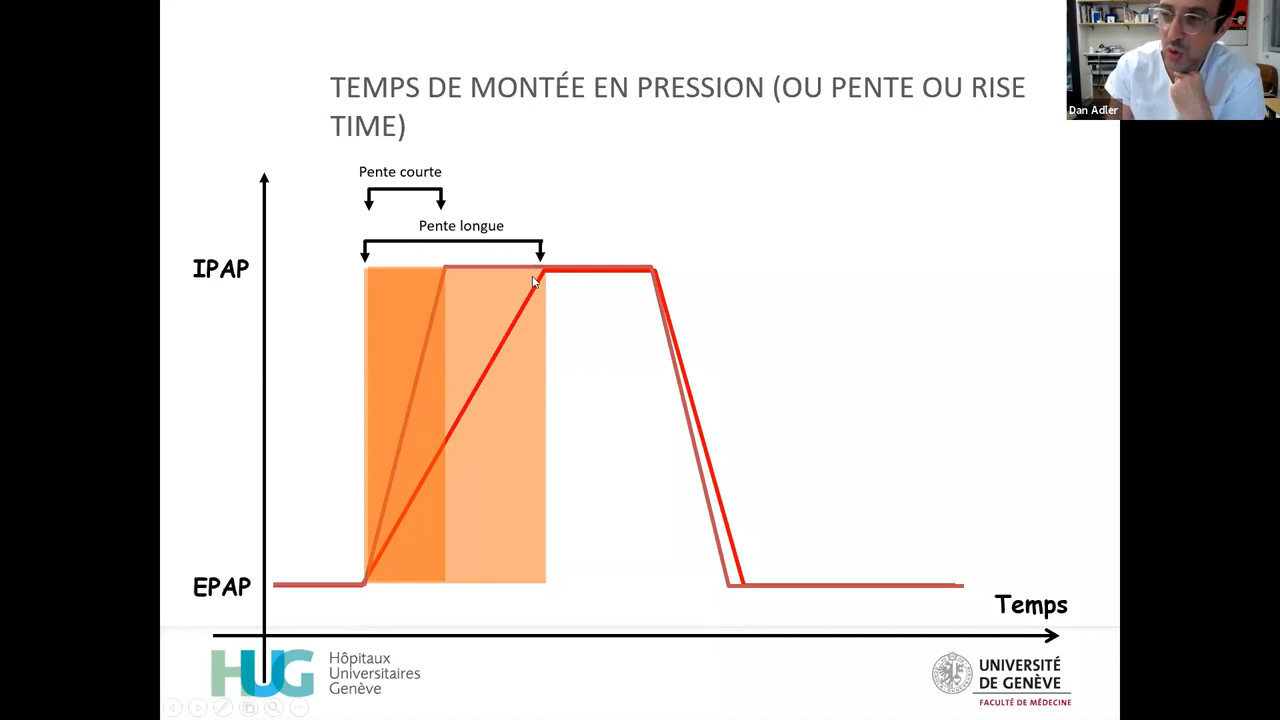 TEMPS DE MONTÉE EN PRESSION (OU PENTE OU RISE
TIME)
Dan Adler
Pente courte
Pente longue
IPAP
EPAP
Temps
HUG
Hôpitaux
Universitaires
Genève
UNIVERSITÉ
DE GENÈVE
FACULTÉ DE MÉDECINE